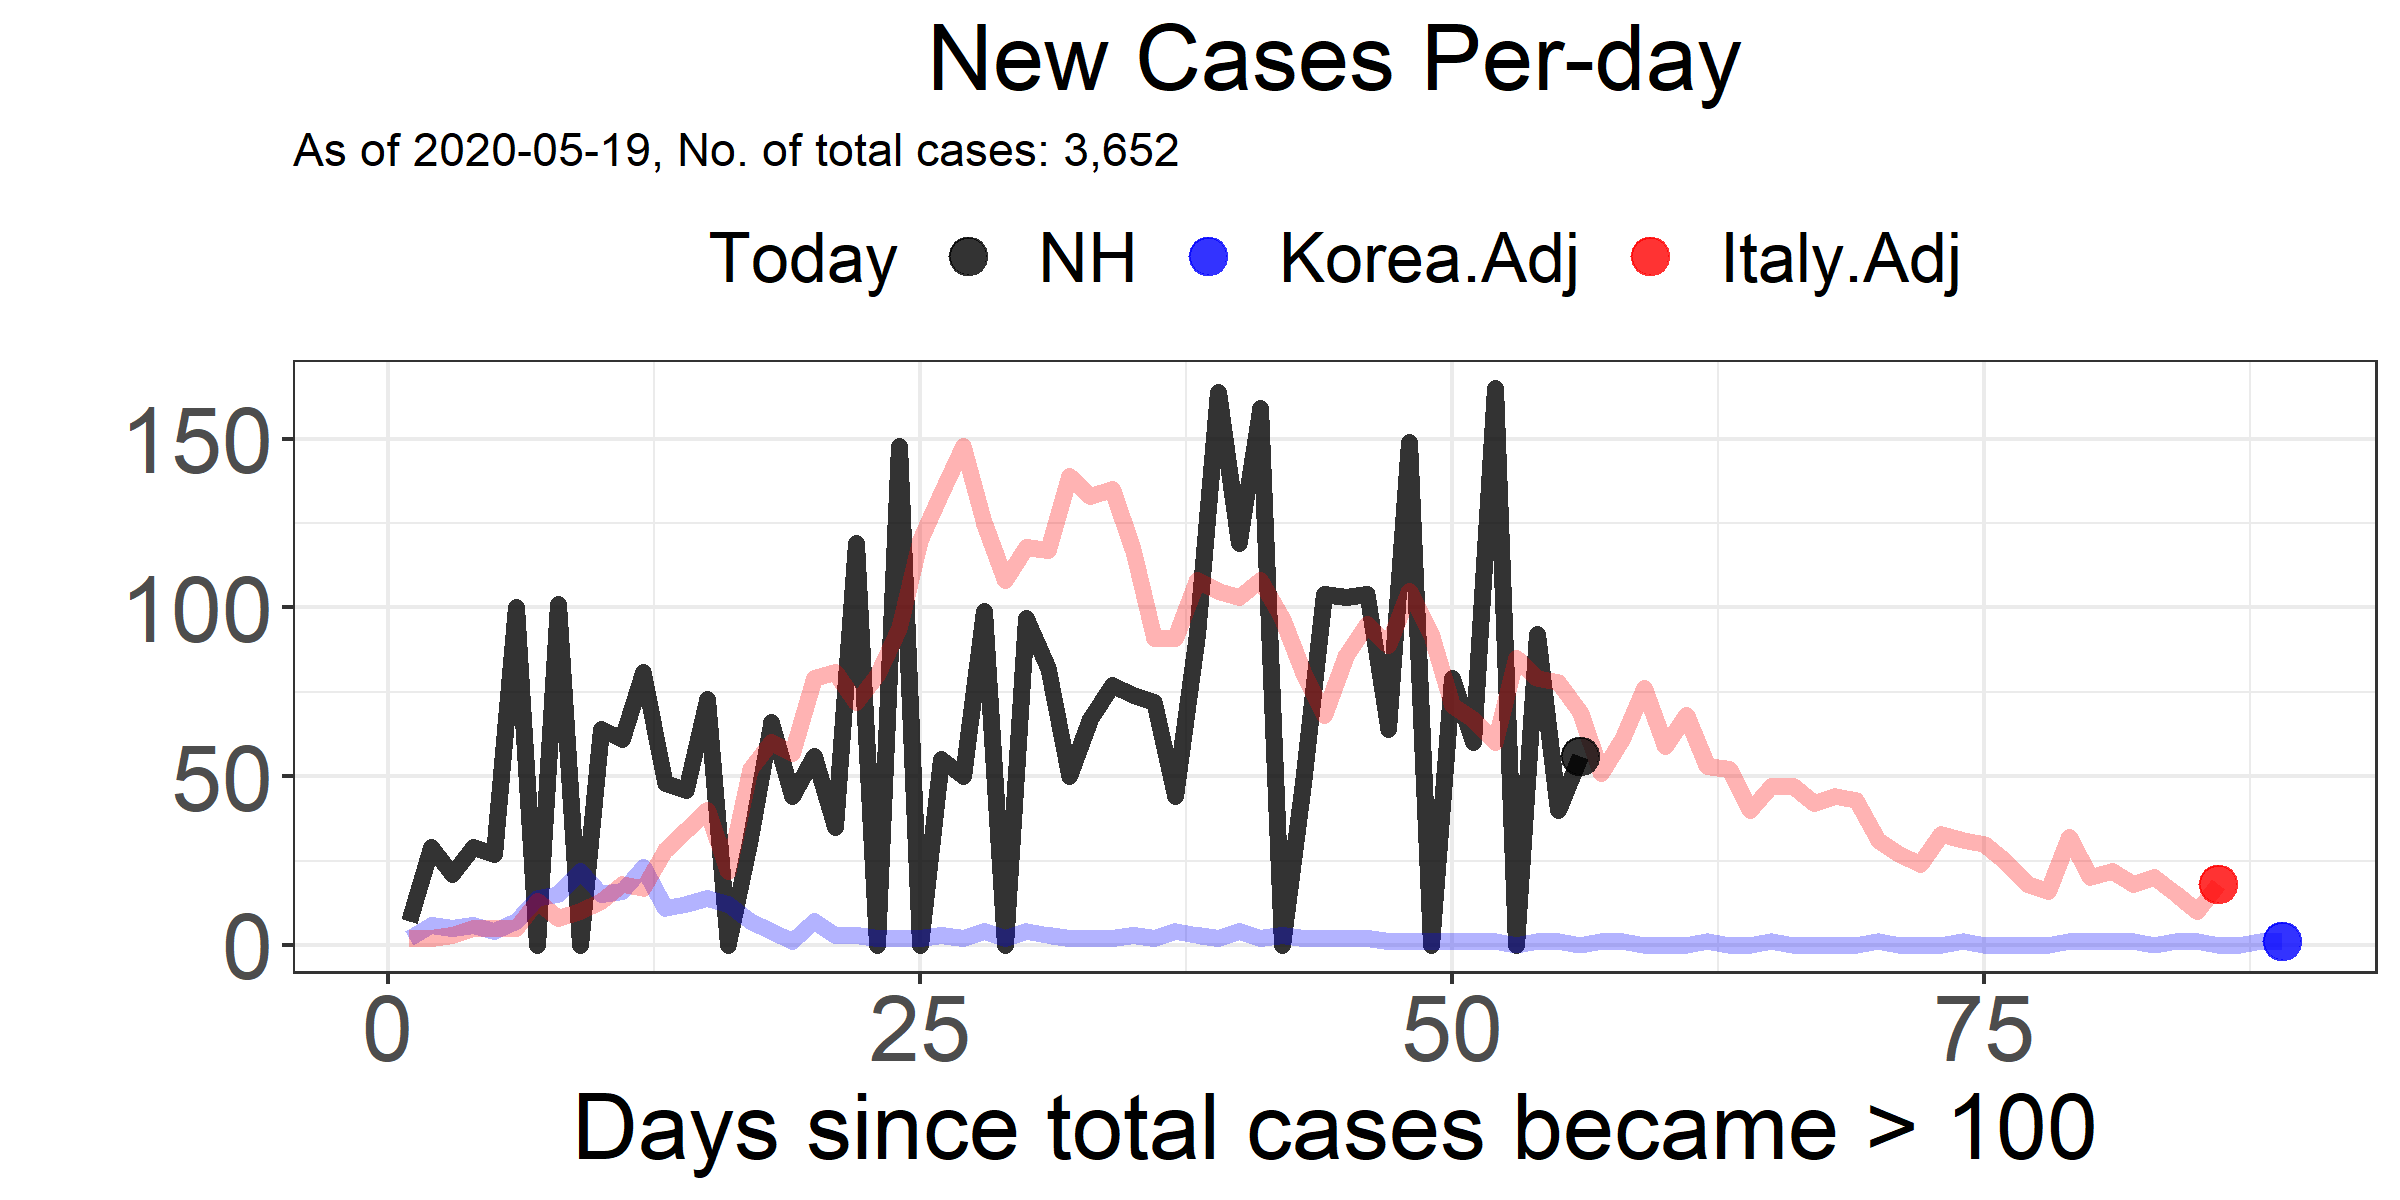 New Cases Per-day
As of 2020-05-19, No. of total cases: 3,652
Today NH Korea.Adj Italy.Adj
150
100
50
0
0 25 50 75
Days since total cases became > 100